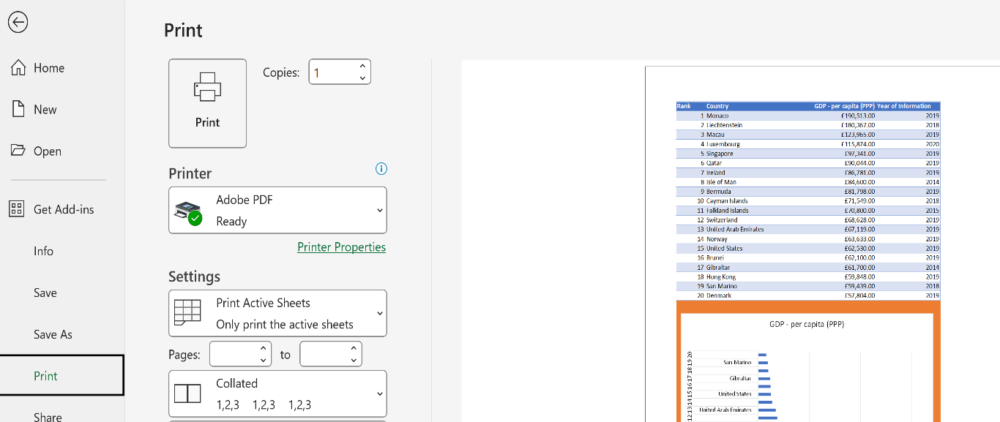 Print
Home
New
Open
Get Add-ins
Info
Save
Save As
Print
Share
Print
Copies: 1
Printer
Adobe PDF
Ready
Printer Properties
Settings
Print Active Sheets
Only print the active sheets
Pages: to
Collated
1,2,3 1,2,3 1,2,3
Rank Country GDP - per capita (PPP) Year of Information
1 Monaco £190,513.00 2019
2 Liechtenstein £180,367.00 2018
3 Macau £123,965.00 2019
4 Luxembourg £115,874.00 2020
5 Singapore £97,341.00 2019
6 Qatar £90,044.00 2019
7 Ireland £86,781.00 2019
8 Isle of Man £84,600.00 2014
9 Bermuda £81,798.00 2019
10 Cayman Islands £71,549.00 2018
11 Falkland Islands £70,800.00 2015
12 Switzerland £68,628.00 2019
13 United Arab Emirates £67,119.00 2019
14 Norway £63,633.00 2019
15 United States £62,530.00 2019
16 Brunei £62,100.00 2019
17 Gibraltar £61,700.00 2014
18 Hong Kong £59,848.00 2019
19 San Marino £59,439.00 2018
20 Denmark £57,804.00 2019
GDP - per capita (PPP)
20
19 San Marino
18
17 Gibraltar
16
15 United States
14
13 United Arab Emirates
12